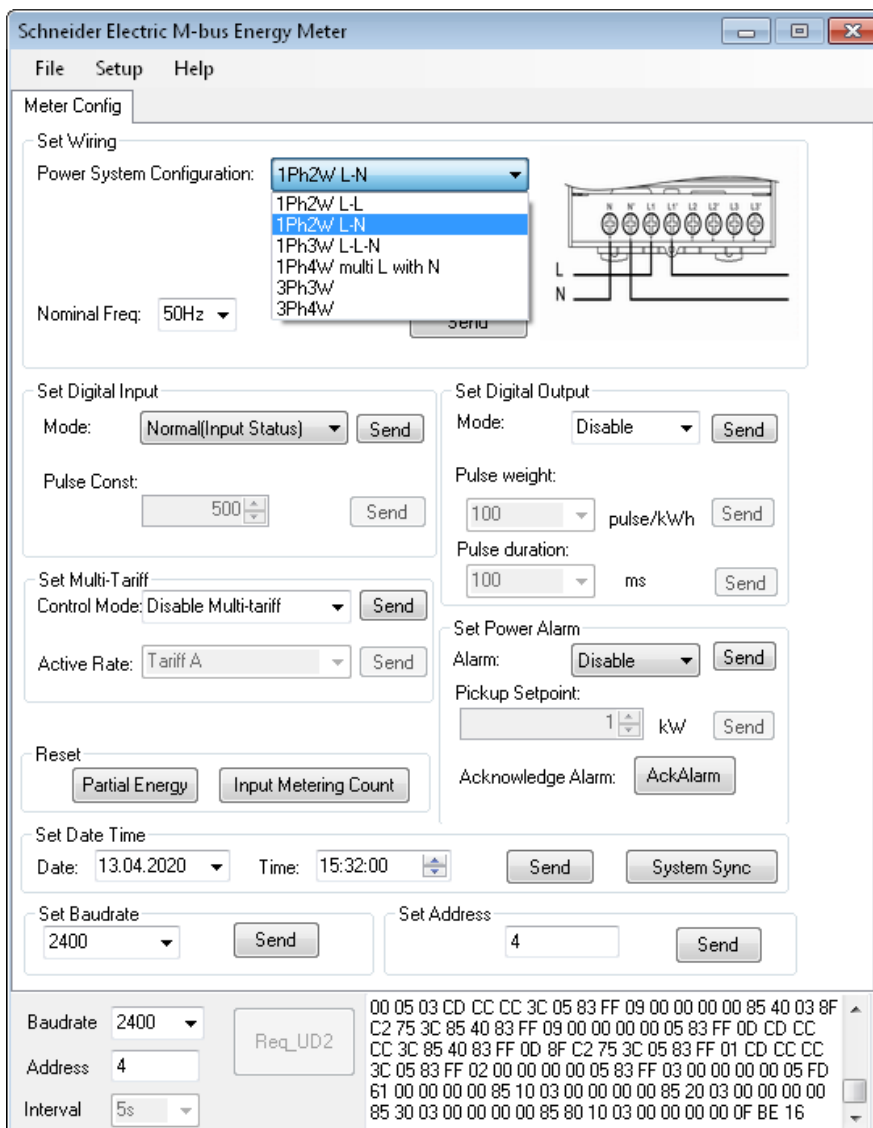 Schneider Electric M-bus Energy Meter
File Setup Help
Meter Config
Set Wiring
Power System Configuration: 1Ph2W L-N
1Ph2W L-L
1Ph2W L-N
1Ph3W L-L-N
1Ph4W multi L with N
3Ph3W
3Ph4W
N N' L1 L1' L2 L2' L3 L3'
L
N
Nominal Freq: 50Hz
Send
Set Digital Input
Mode: Normal(Input Status) Send
Pulse Const:
500 Send
Set Digital Output
Mode: Disable Send
Pulse weight:
100 pulse/kWh Send
Pulse duration:
100 ms Send
Set Multi-Tariff
Control Mode: Disable Multi-tariff Send
Active Rate: Tariff A Send
Set Power Alarm
Alarm: Disable Send
Pickup Setpoint:
1 kW Send
Acknowledge Alarm: AckAlarm
Reset
Partial Energy Input Metering Count
Set Date Time
Date: 13.04.2020 Time: 15:32:00 Send System Sync
Set Baudrate
2400 Send
Set Address
4 Send
Baudrate 2400
Address 4
Interval 5s
Req_UD2
00 05 03 CD CC CC 3C 05 83 FF 09 00 00 00 00 85 40 03 8F
C2 75 3C 85 40 83 FF 09 00 00 00 00 05 83 FF 0D CD CC
CC 3C 85 40 83 FF 0D 8F C2 75 3C 05 83 FF 01 CD CC CC
3C 05 83 FF 02 00 00 00 00 05 83 FF 03 00 00 00 00 05 FD
61 00 00 00 00 85 10 03 00 00 00 00 85 20 03 00 00 00 00
85 30 03 00 00 00 00 85 80 10 03 00 00 00 00 0F BE 16